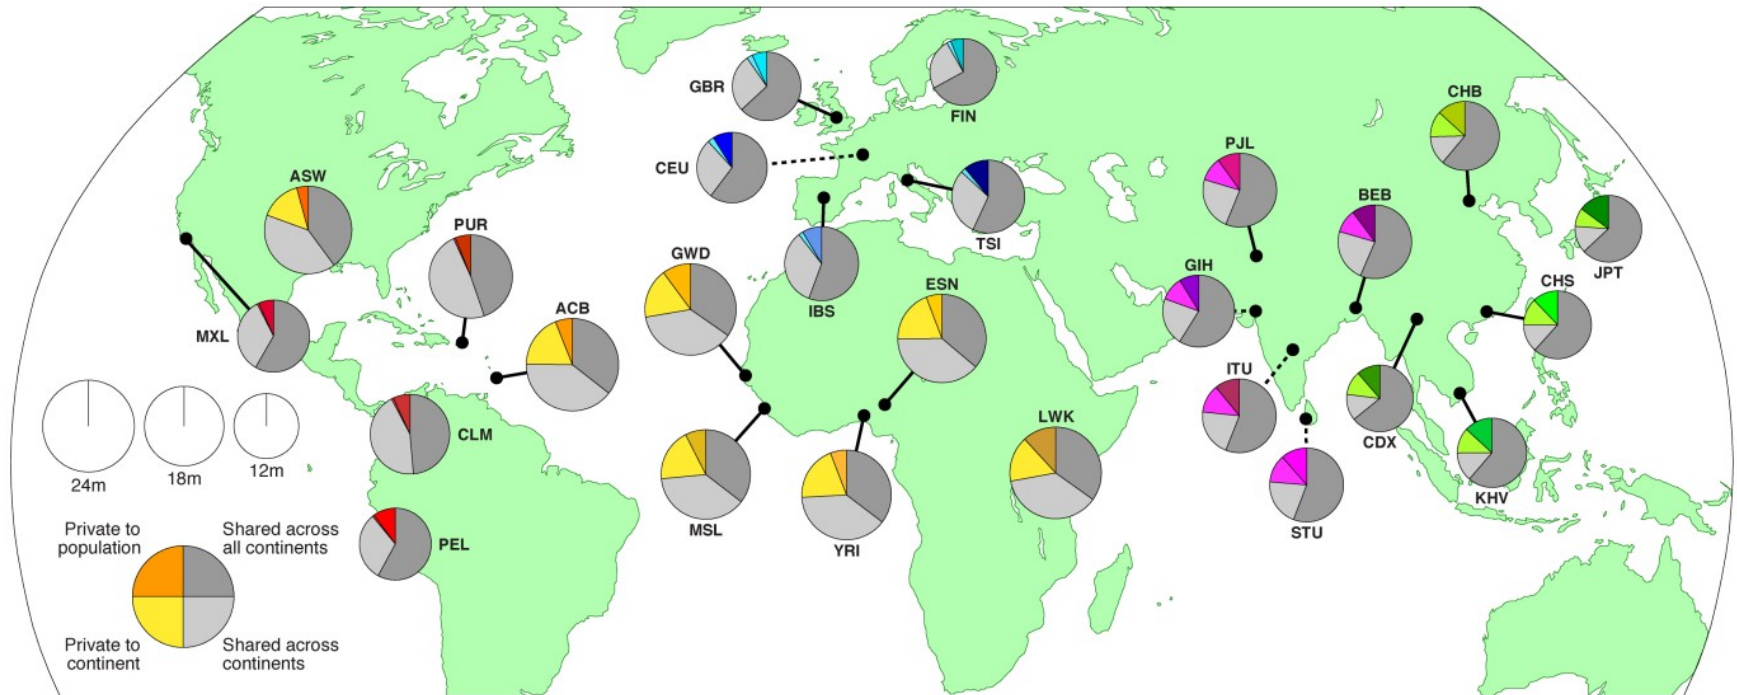 GBR
FIN
CHB
CEU
PJL
ASW
BEB
PUR
TSI
GWD
GIH
JPT
ESN
CHS
ACB
IBS
MXL
ITU
LWK
CLM
CDX
24m
18m
12m
KHV
MSL
STU
Private to
population
Shared across
all continents
PEL
YRI
Private to
continent
Shared across
continents